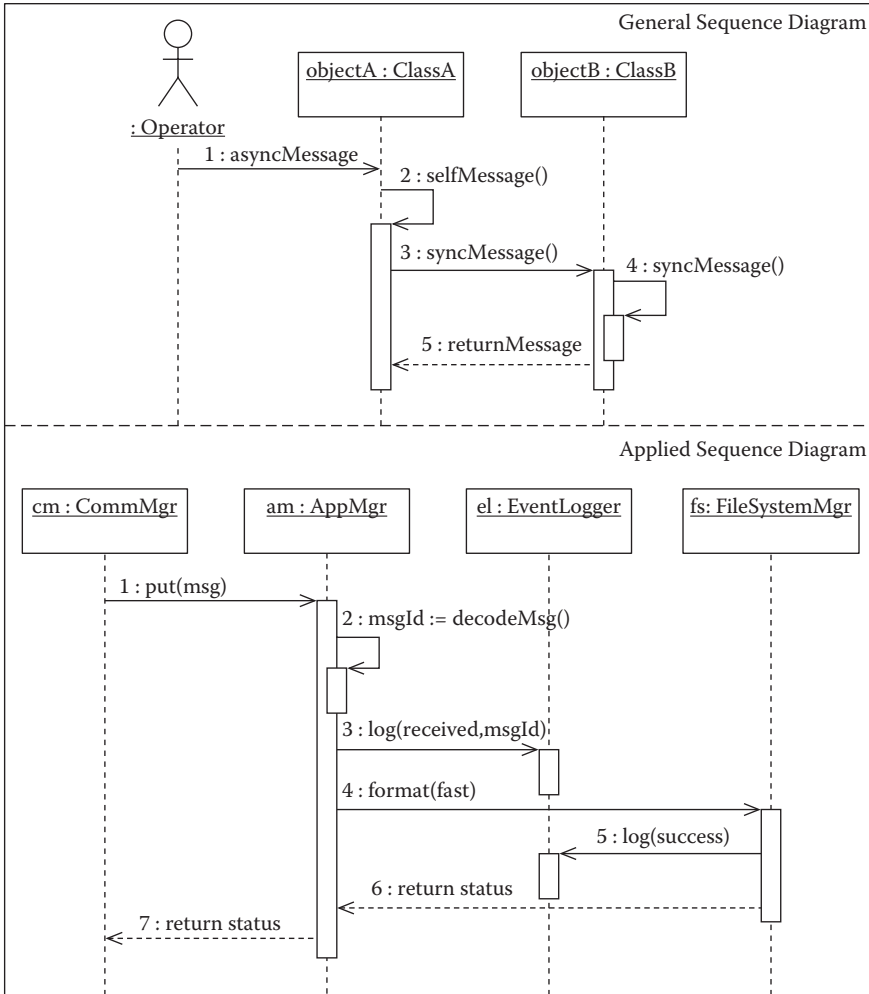 General Sequence Diagram
objectA : ClassA
objectB : ClassB
: Operator
1 : asyncMessage
2 : selfMessage()
3 : syncMessage()
4 : syncMessage()
5 : returnMessage
Applied Sequence Diagram
cm : CommMgr
am : AppMgr
el : EventLogger
fs: FileSystemMgr
1 : put(msg)
2 : msgId := decodeMsg()
3 : log(received,msgId)
4 : format(fast)
5 : log(success)
6 : return status
7 : return status